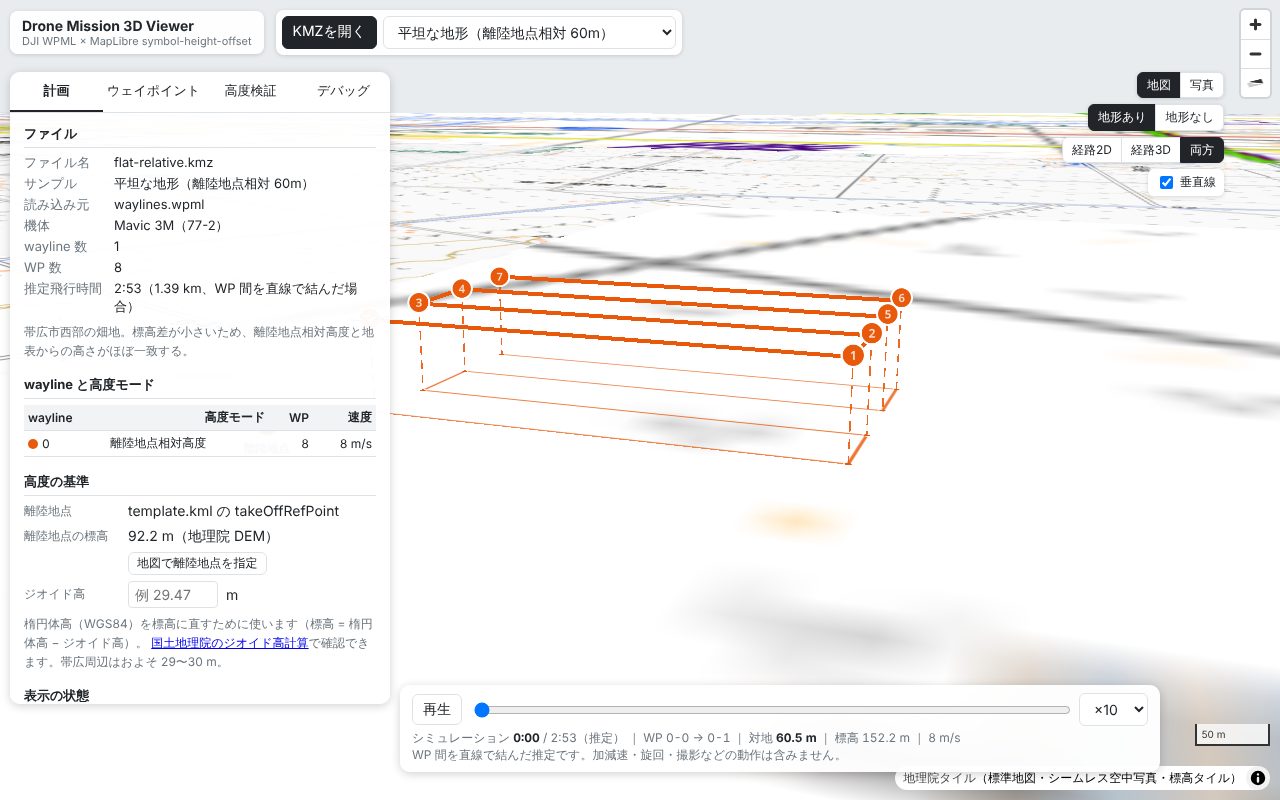 Drone Mission 3D Viewer
DJI WPML × MapLibre symbol-height-offset
KMZを開く
平坦な地形（離陸地点相対 60m）
計画 ウェイポイント 高度検証 デバッグ
ファイル
ファイル名 flat-relative.kmz
サンプル 平坦な地形（離陸地点相対 60m）
読み込み元 waylines.wpml
機体 Mavic 3M（77-2）
wayline 数 1
WP 数 8
推定飛行時間 2:53（1.39 km、WP 間を直線で結んだ場
合）
帯広市西部の畑地。標高差が小さいため、離陸地点相対高度と地
表からの高さがほぼ一致する。
wayline と高度モード
wayline 高度モード WP 速度
0 離陸地点相対高度 8 8 m/s
高度の基準
離陸地点 template.kml の takeOffRefPoint
離陸地点の標高 92.2 m（地理院 DEM）
地図で離陸地点を指定
ジオイド高 例 29.47 m
楕円体高（WGS84）を標高に直すために使います（標高 = 楕円
体高 − ジオイド高）。 国土地理院のジオイド高計算で確認でき
ます。帯広周辺はおよそ 29〜30 m。
表示の状態
地図 写真
地形あり 地形なし
経路2D 経路3D 両方
垂直線
7
4
3
6
5
2
1
再生
×10
シミュレーション 0:00 / 2:53（推定） | WP 0-0 → 0-1 | 対地 60.5 m | 標高 152.2 m | 8 m/s
WP 間を直線で結んだ推定です。加減速・旋回・撮影などの動作は含みません。
50 m
地理院タイル（標準地図・シームレス空中写真・標高タイル）